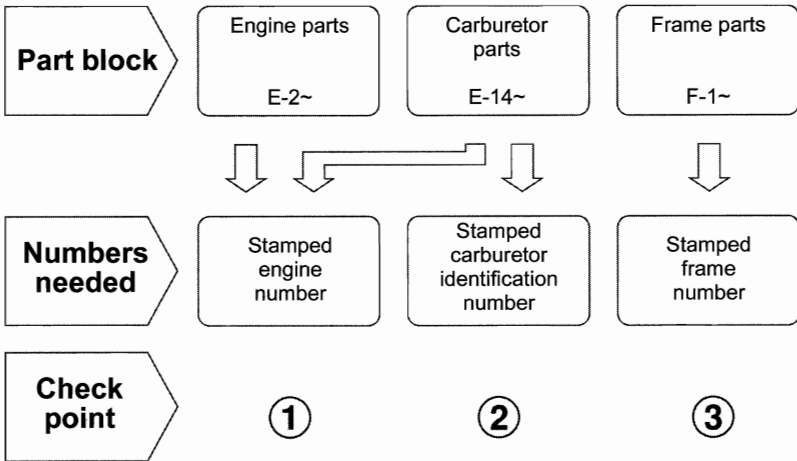 Part block
Engine parts
E-2~
Carburetor
parts
E-14~
Frame parts
F-1~
Numbers
needed
Stamped
engine
number
Stamped
carburetor
identification
number
Stamped
frame
number
Check
point
①
②
③